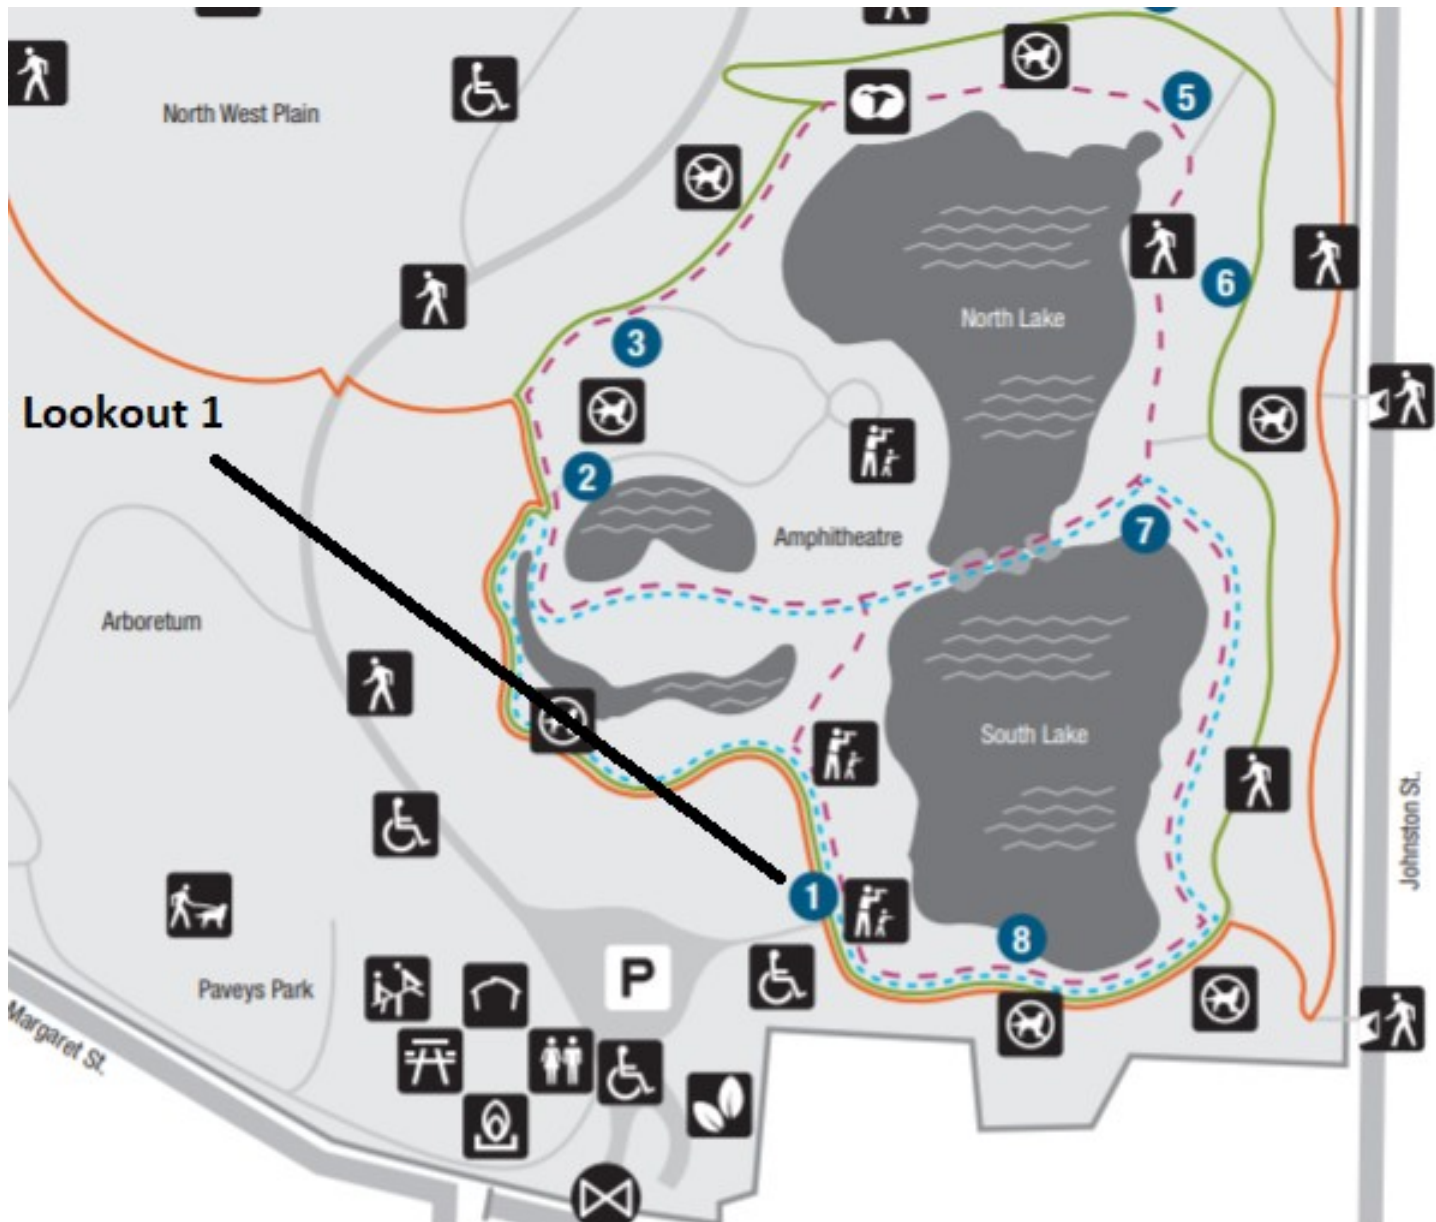 North West Plain
5
6
North Lake
3
Lookout 1
2
Amphitheatre
7
Arboretum
South Lake
Johnston St.
1
8
P
Paveys Park
Margaret St.